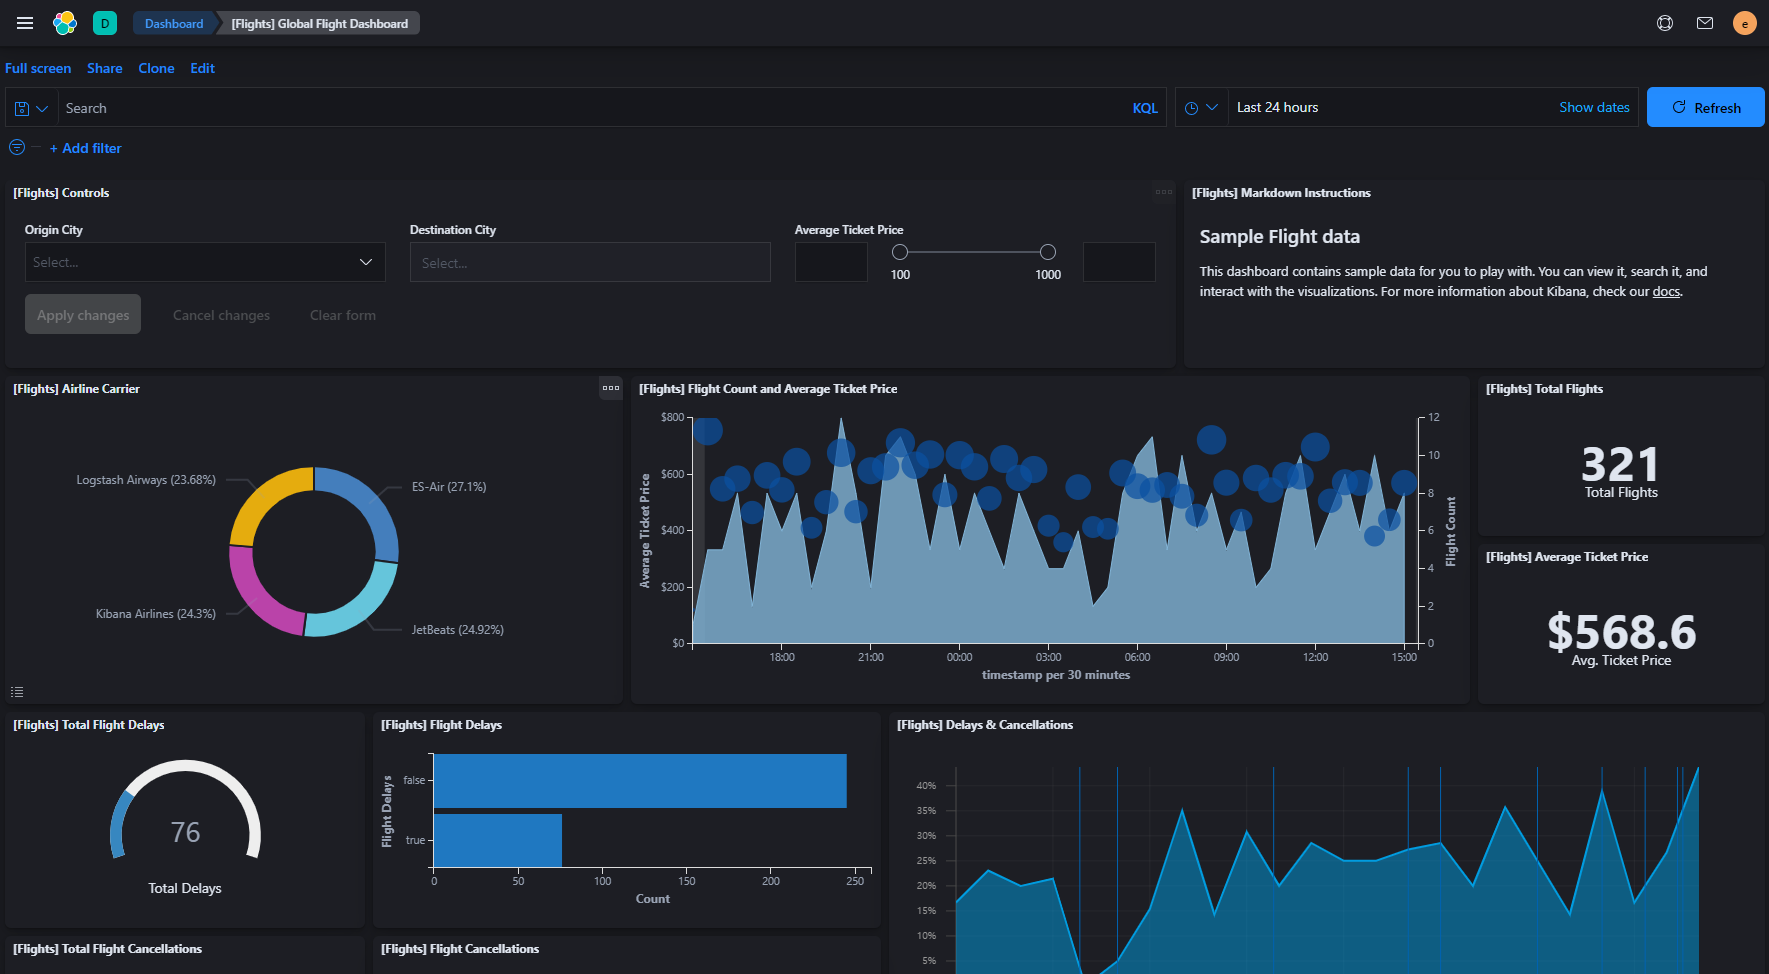 D
Dashboard
[Flights] Global Flight Dashboard
e
Full screen
Share
Clone
Edit
Search
KQL
Last 24 hours
Show dates
Refresh
+ Add filter
[Flights] Controls
Origin City
Select...
Destination City
Select...
Average Ticket Price
100
1000
Apply changes
Cancel changes
Clear form
[Flights] Markdown Instructions
Sample Flight data
This dashboard contains sample data for you to play with. You can view it, search it, and
interact with the visualizations. For more information about Kibana, check our docs.
[Flights] Airline Carrier
Logstash Airways (23.68%)
ES-Air (27.1%)
Kibana Airlines (24.3%)
JetBeats (24.92%)
[Flights] Flight Count and Average Ticket Price
Average Ticket Price
$800
$600
$400
$200
$0
12
10
8
6
4
2
0
Flight Count
18:00
21:00
00:00
03:00
06:00
09:00
12:00
15:00
timestamp per 30 minutes
[Flights] Total Flights
321
Total Flights
[Flights] Average Ticket Price
$568.6
Avg. Ticket Price
[Flights] Total Flight Delays
76
Total Delays
[Flights] Flight Delays
Flight Delays
false
true
0
50
100
150
200
250
Count
[Flights] Delays & Cancellations
40%
35%
30%
25%
20%
15%
10%
5%
[Flights] Total Flight Cancellations
[Flights] Flight Cancellations